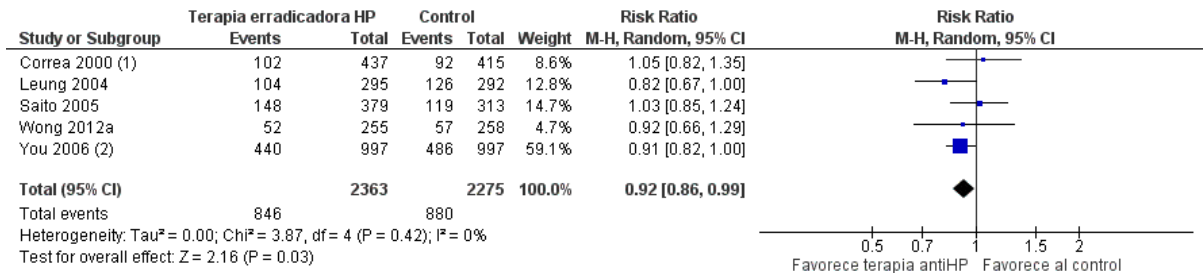 Terapia erradicadora HP Control Risk Ratio Risk Ratio
Study or Subgroup Events Total Events Total Weight M-H, Random, 95% CI M-H, Random, 95% CI
Correa 2000 (1) 102 437 92 415 8.6% 1.05 [0.82, 1.35]
Leung 2004 104 295 126 292 12.8% 0.82 [0.67, 1.00]
Saito 2005 148 379 119 313 14.7% 1.03 [0.85, 1.24]
Wong 2012a 52 255 57 258 4.7% 0.92 [0.66, 1.29]
You 2006 (2) 440 997 486 997 59.1% 0.91 [0.82, 1.00]
Total (95% CI) 2363 2275 100.0% 0.92 [0.86, 0.99]
Total events 846 880
Heterogeneity: Tau² = 0.00; Chi² = 3.87, df = 4 (P = 0.42); I² = 0%
Test for overall effect: Z = 2.16 (P = 0.03)
0.5 0.7 1 1.5 2
Favorece terapia antiHP Favorece al control